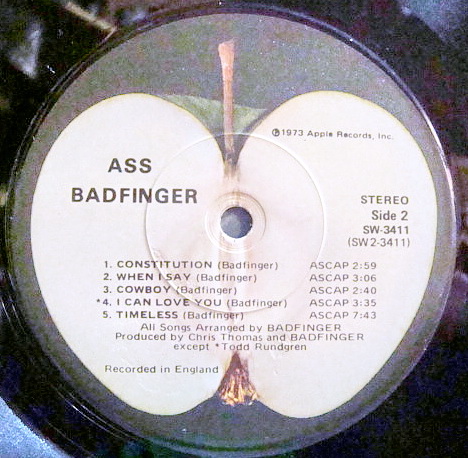 ℗1973 Apple Records, Inc.
ASS
BADFINGER
STEREO
Side 2
SW-3411
(SW2-3411)
1. CONSTITUTION (Badfinger) ASCAP 2:59
2. WHEN I SAY (Badfinger) ASCAP 3:06
3. COWBOY (Badfinger) ASCAP 2:40
*4. I CAN LOVE YOU (Badfinger) ASCAP 3:35
5. TIMELESS (Badfinger) ASCAP 7:43
All Songs Arranged by BADFINGER
Produced by Chris Thomas and BADFINGER
except *Todd Rundgren
Recorded in England